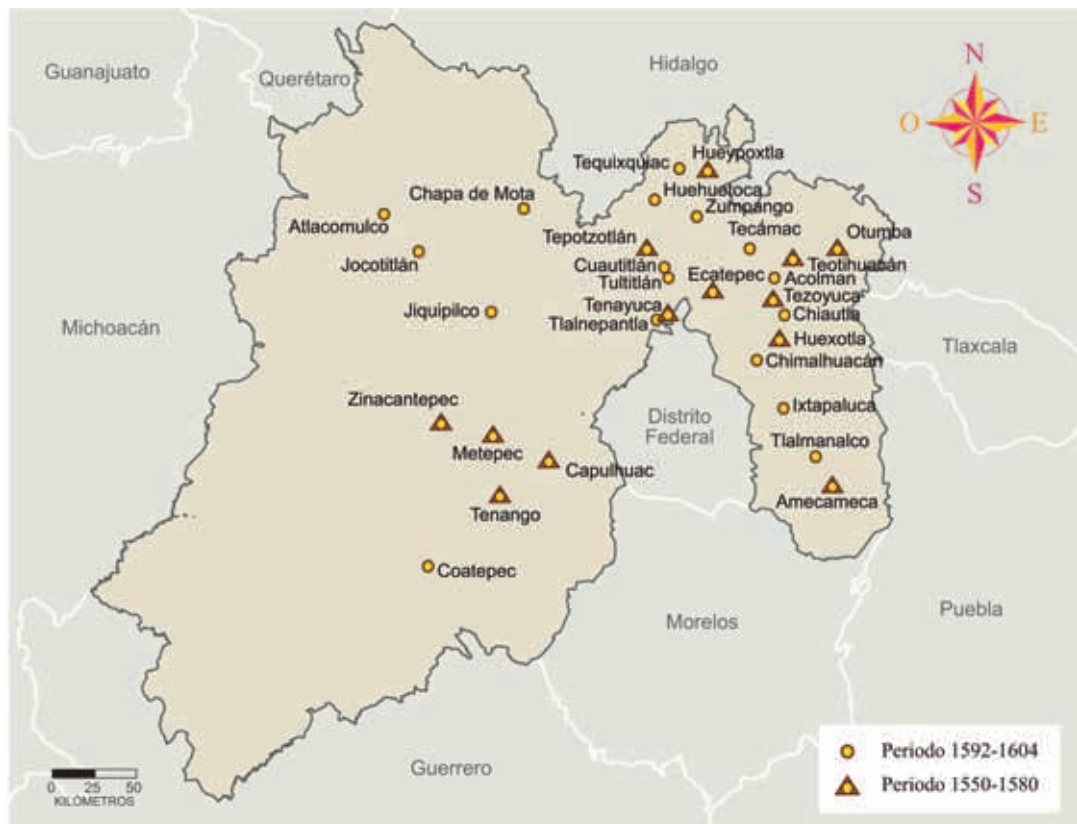 Guanajuato
Querétaro
Hidalgo
N
O
E
S
Tequixquiac
Hueypoxtla
Huehuetoca
Zumpango
Chapa de Mota
Atlacomulco
Jocotitlán
Tepotzotlán
Tecámac
Otumba
Cuautitlán
Tultitlán
Ecatepec
Teotihuacán
Acolman
Tezoyuca
Jiquipilco
Tenayuca
Tlalnepantla
Chiautla
Michoacán
Huexotla
Tlaxcala
Chimalhuacán
Zinacantepec
Distrito
Federal
Ixtapaluca
Metepec
Capulhuac
Tlalmanalco
Tenango
Amecameca
Coatepec
Morelos
Puebla
Guerrero
0 25 50
KILÓMETROS
Periodo 1592-1604
Periodo 1550-1580